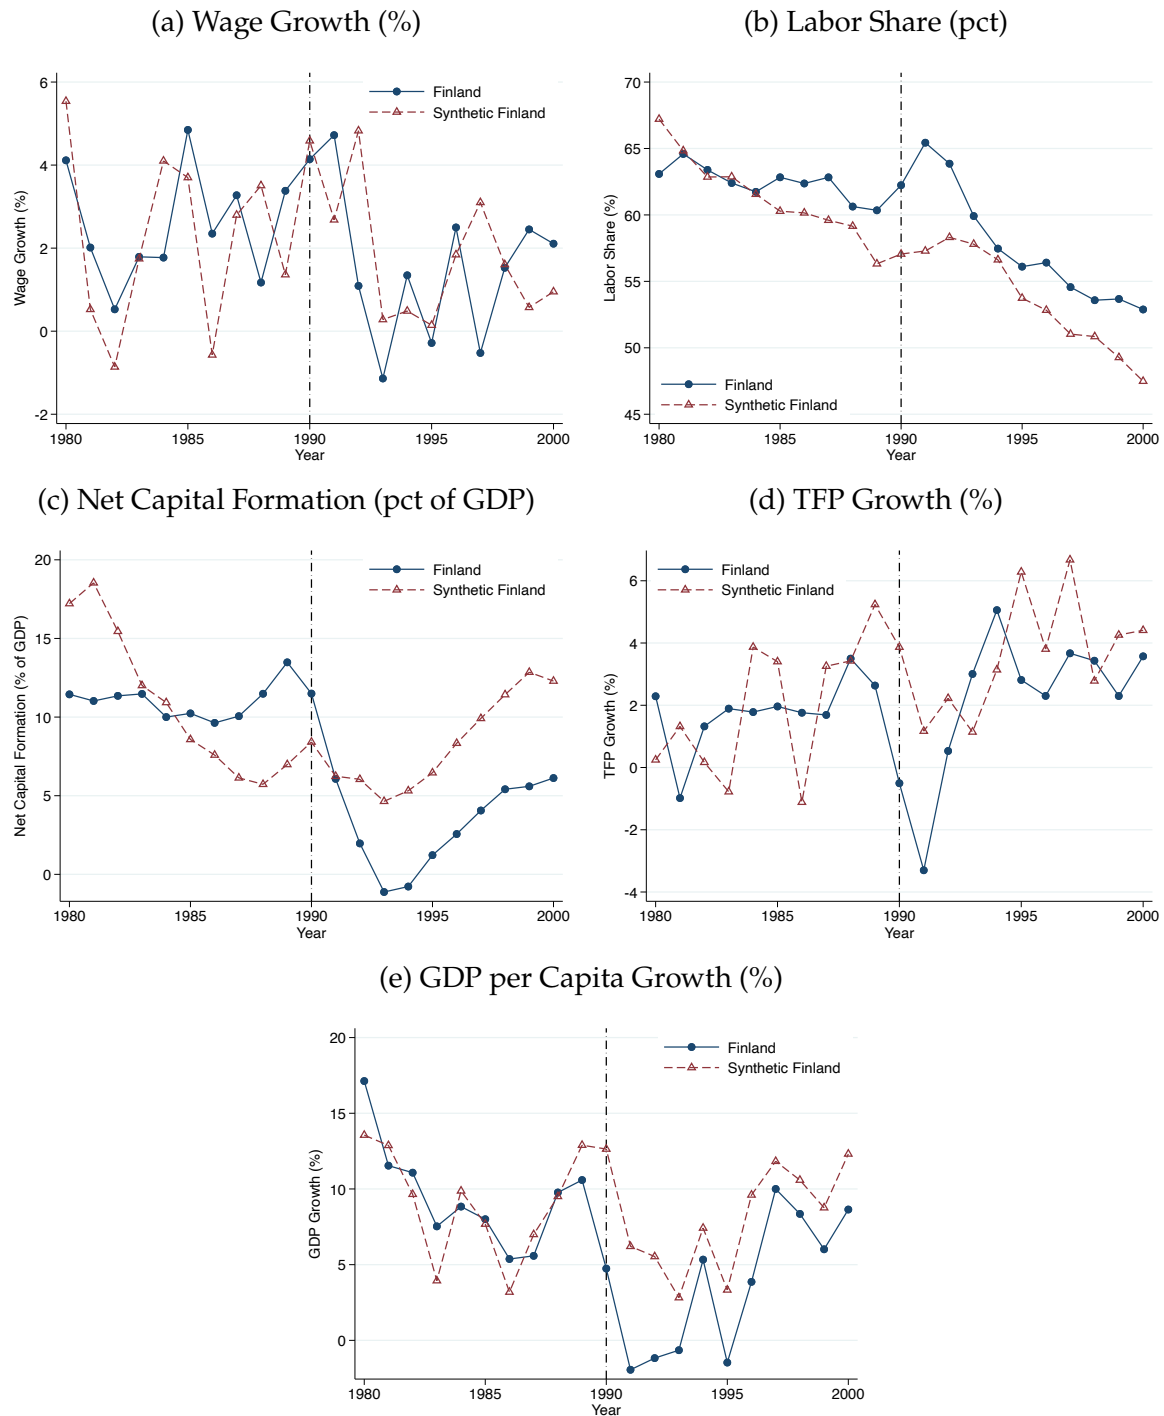 (a) Wage Growth (%)
Wage Growth (%)
6
4
2
0
-2
Finland
Synthetic Finland
1980 1985 1990 1995 2000
Year
(b) Labor Share (pct)
Labor Share (%)
70
65
60
55
50
45
Finland
Synthetic Finland
1980 1985 1990 1995 2000
Year
(c) Net Capital Formation (pct of GDP)
Net Capital Formation (% of GDP)
20
15
10
5
0
Finland
Synthetic Finland
1980 1985 1990 1995 2000
Year
(d) TFP Growth (%)
TFP Growth (%)
6
4
2
0
-2
-4
Finland
Synthetic Finland
1980 1985 1990 1995 2000
Year
(e) GDP per Capita Growth (%)
GDP Growth (%)
20
15
10
5
0
Finland
Synthetic Finland
1980 1985 1990 1995 2000
Year